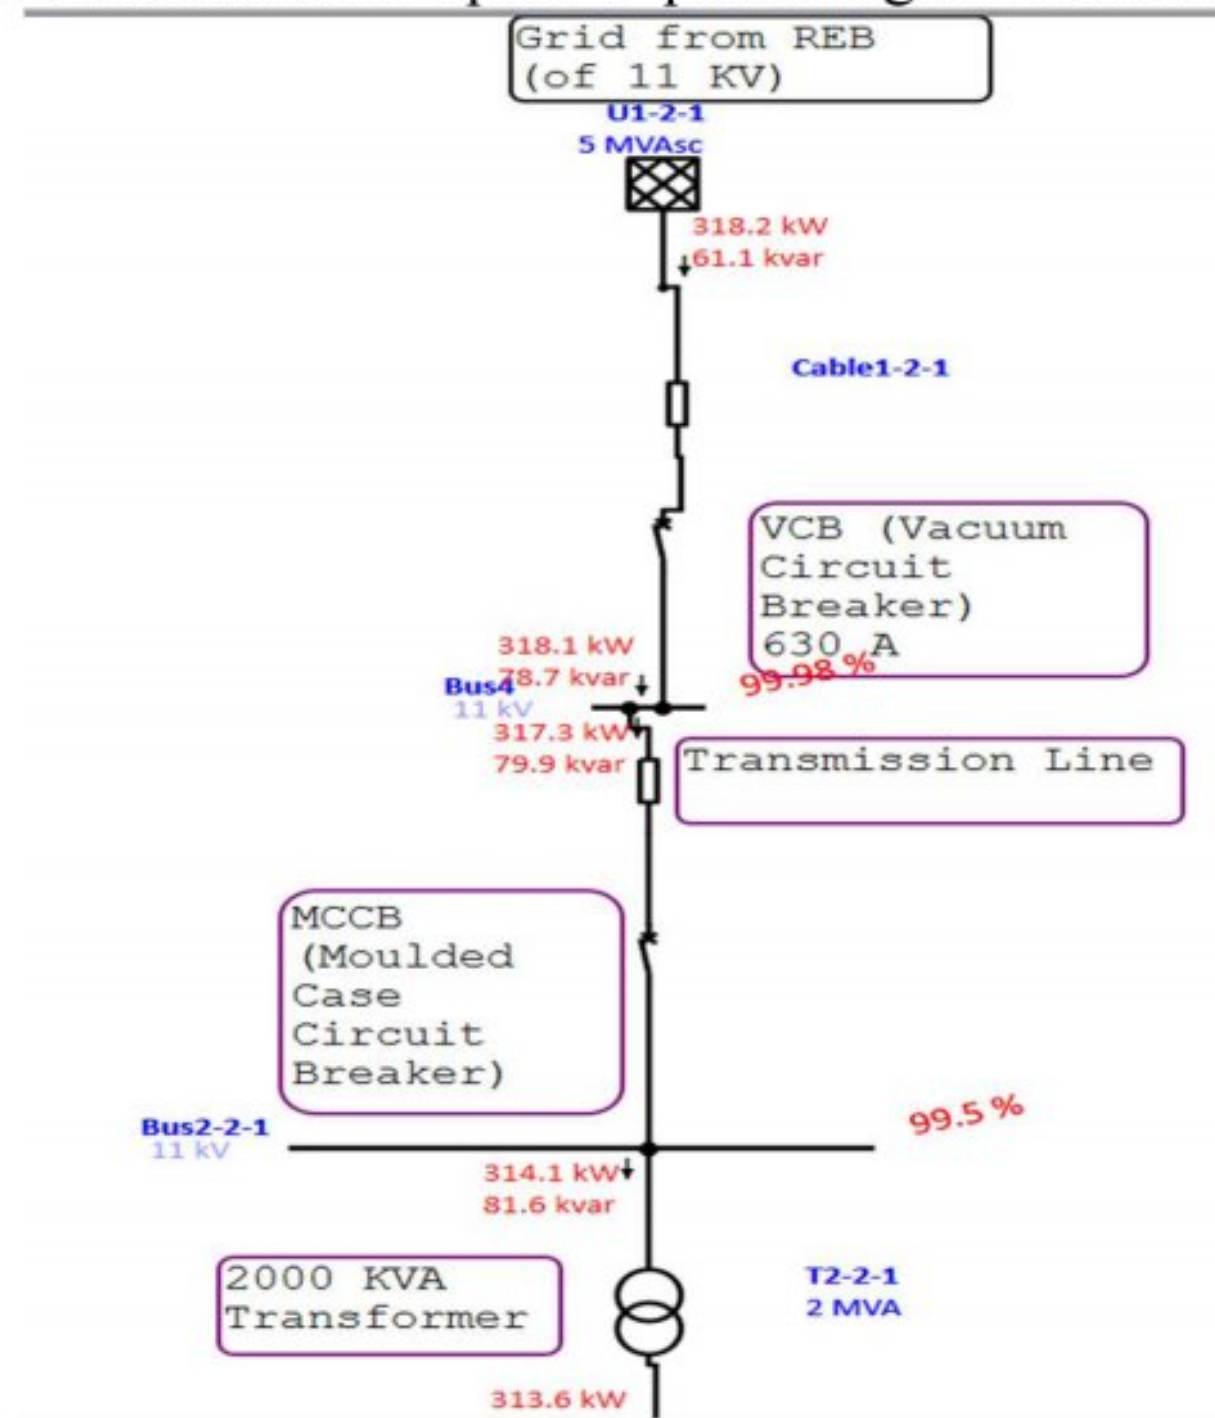 Grid from REB
(of 11 KV)
U1-2-1
5 MVAsc
318.2 kW
61.1 kvar
Cable1-2-1
VCB (Vacuum
Circuit
Breaker)
630 A
318.1 kW
78.7 kvar
99.98 %
Bus4
11 kV
317.3 kW
79.9 kvar
Transmission Line
MCCB
(Moulded
Case
Circuit
Breaker)
99.5 %
Bus2-2-1
11 kV
314.1 kW
81.6 kvar
2000 KVA
Transformer
T2-2-1
2 MVA
313.6 kW